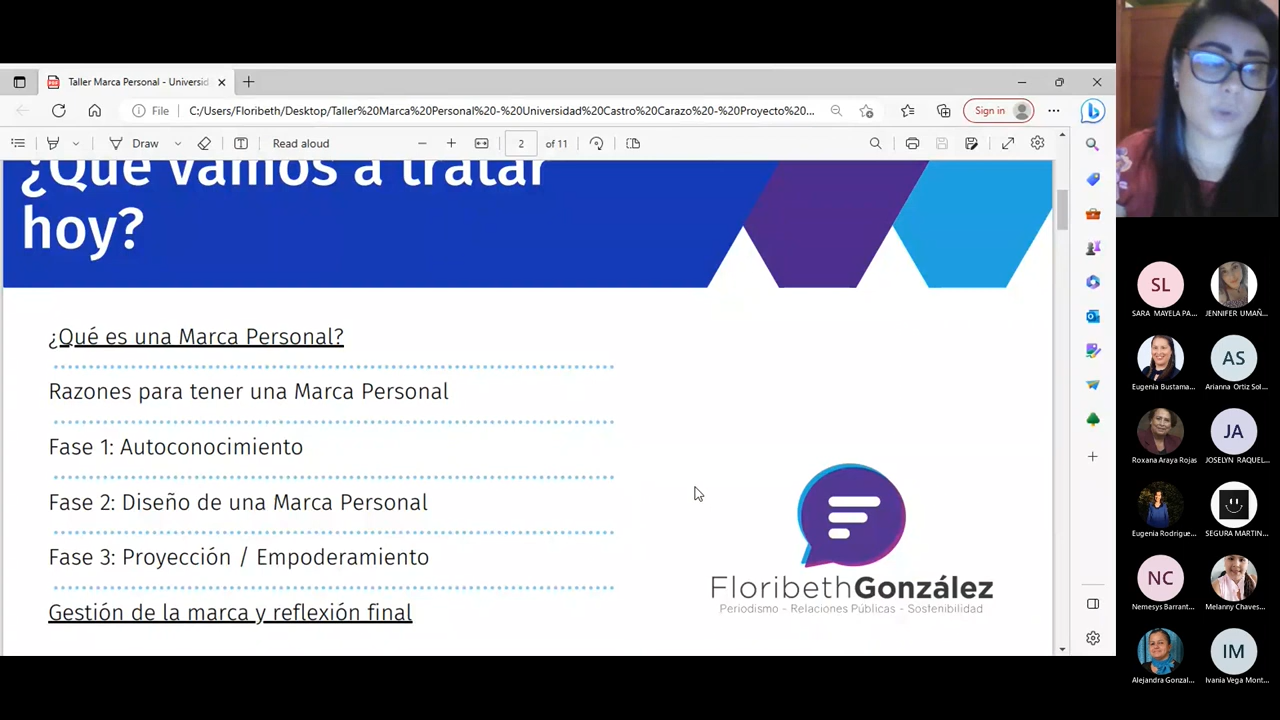 Taller Marca Personal - Universid
File
C:/Users/Floribeth/Desktop/Taller%20Marca%20Personal%20-%20Universidad%20Castro%20Carazo%20-%20Proyecto%20...
Sign in
Draw
Read aloud
2
of 11
¿Qué vamos a tratar
hoy?
¿Qué es una Marca Personal?
Razones para tener una Marca Personal
Fase 1: Autoconocimiento
Fase 2: Diseño de una Marca Personal
Fase 3: Proyección / Empoderamiento
Gestión de la marca y reflexión final
FloribethGonzález
Periodismo - Relaciones Públicas - Sostenibilidad
SL
SARA MAYELA PA...
JENNIFER UMAÑ...
Eugenia Bustama...
AS
Arianna Ortiz Sol...
Roxana Araya Rojas
JA
JOSELYN RAQUEL...
Eugenia Rodrigue...
SEGURA MARTIN...
NC
Nemesys Barrant...
Melanny Chaves...
Alejandra Gonzal...
IM
Ivania Vega Mont...